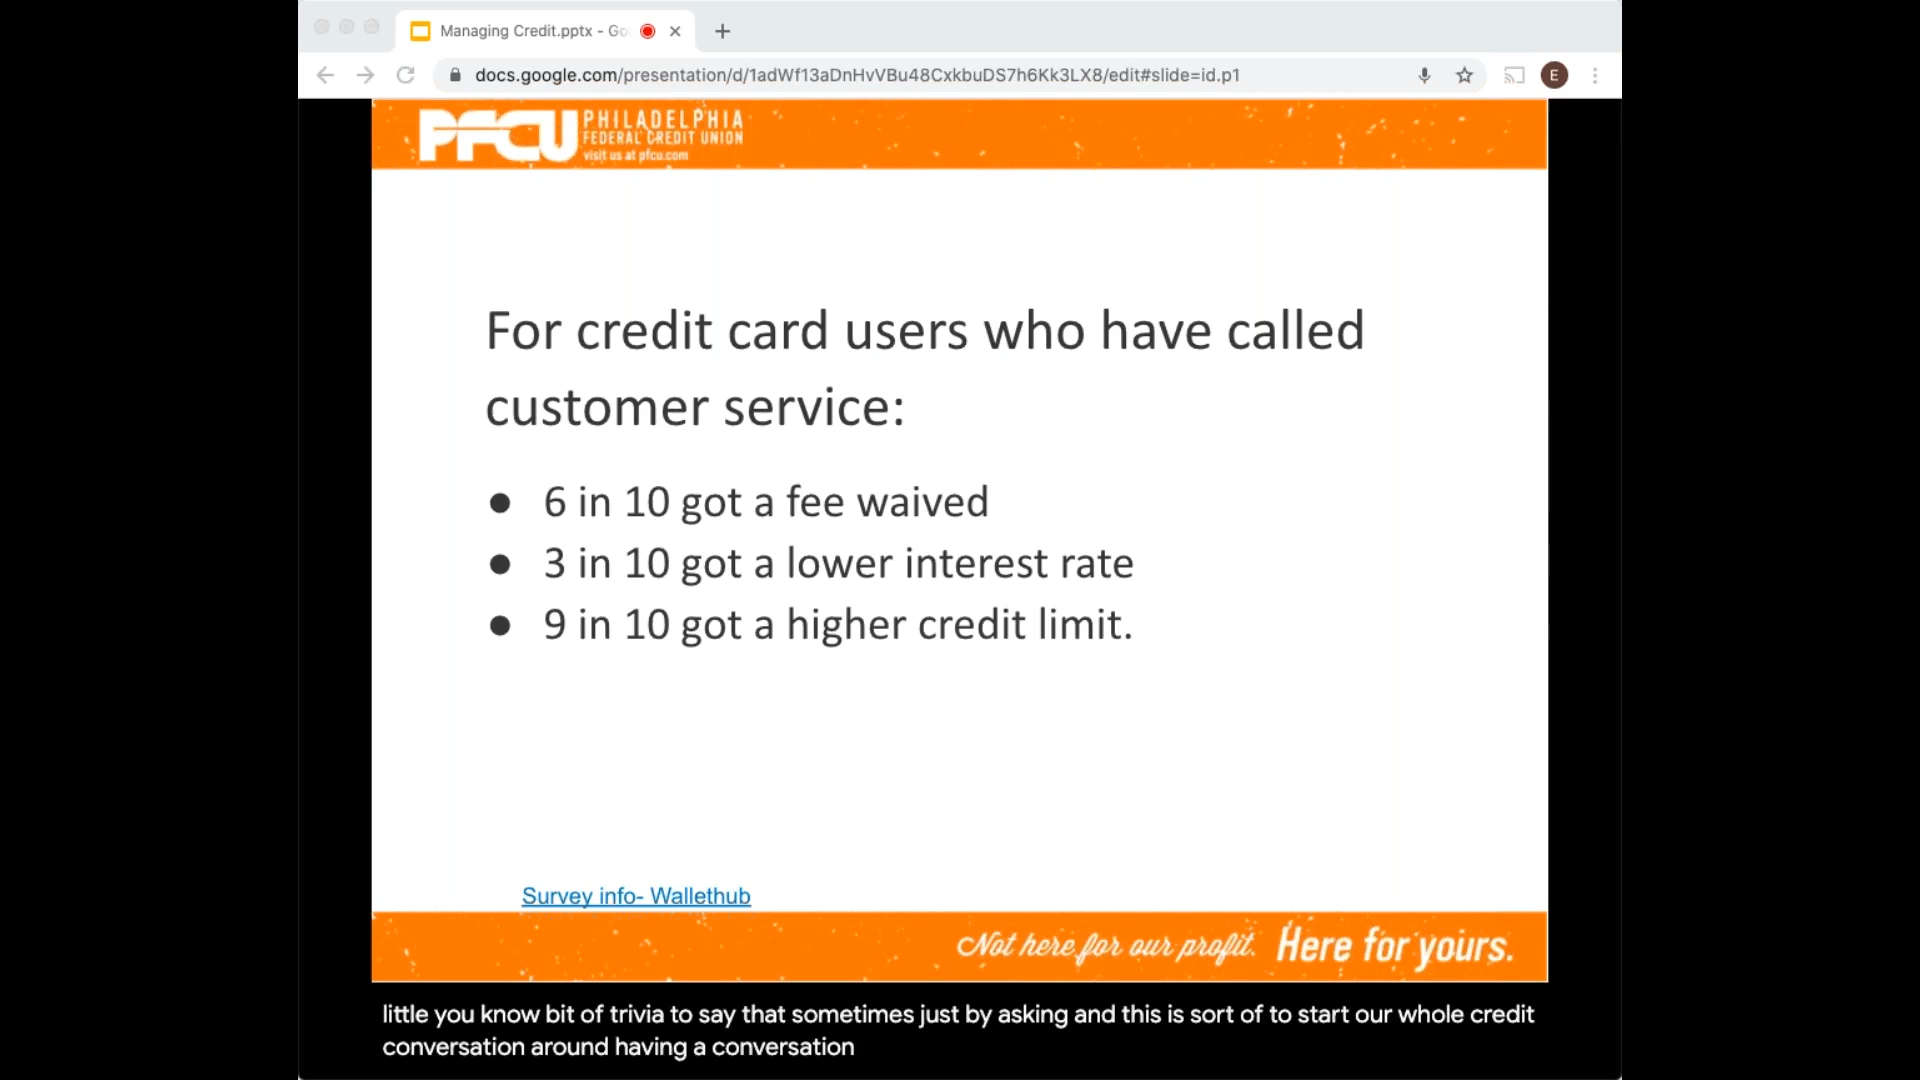 Managing Credit.pptx - Go
docs.google.com/presentation/d/1adWf13aDnHvVBu48CxkbuDS7h6Kk3LX8/edit#slide=id.p1
E
PFCU PHILADELPHIA
FEDERAL CREDIT UNION
visit us at pfcu.com
For credit card users who have called
customer service:
● 6 in 10 got a fee waived
● 3 in 10 got a lower interest rate
● 9 in 10 got a higher credit limit.
Survey info- Wallethub
Not here for our profit. Here for yours.
little you know bit of trivia to say that sometimes just by asking and this is sort of to start our whole credit
conversation around having a conversation